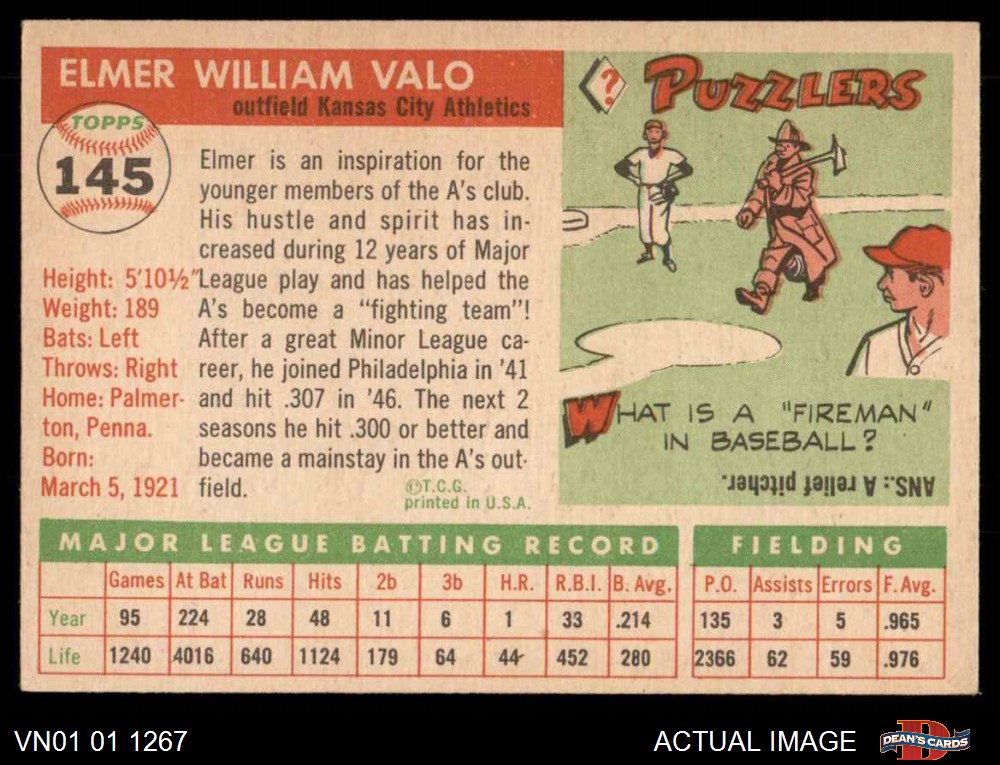 ELMER WILLIAM VALO
outfield Kansas City Athletics
TOPPS
145
Elmer is an inspiration for the
younger members of the A's club.
His hustle and spirit has in-
creased during 12 years of Major
League play and has helped the
A's become a "fighting team"!
After a great Minor League ca-
reer, he joined Philadelphia in '41
and hit .307 in '46. The next 2
seasons he hit .300 or better and
became a mainstay in the A's out-
field.
Height: 5'10½"
Weight: 189
Bats: Left
Throws: Right
Home: Palmer-
ton, Penna.
Born:
March 5, 1921
©T.C.G.
printed in U.S.A.
? PUZZLERS
WHAT IS A "FIREMAN"
IN BASEBALL?
ANS.: A relief pitcher.
MAJOR LEAGUE BATTING RECORD
Games At Bat Runs Hits 2b 3b H.R. R.B.I. B. Avg.
Year 95 224 28 48 11 6 1 33 .214
Life 1240 4016 640 1124 179 64 44 452 280
FIELDING
P.O. Assists Errors F. Avg.
135 3 5 .965
2366 62 59 .976
VN01 01 1267
ACTUAL IMAGE
D
DEAN'S CARDS